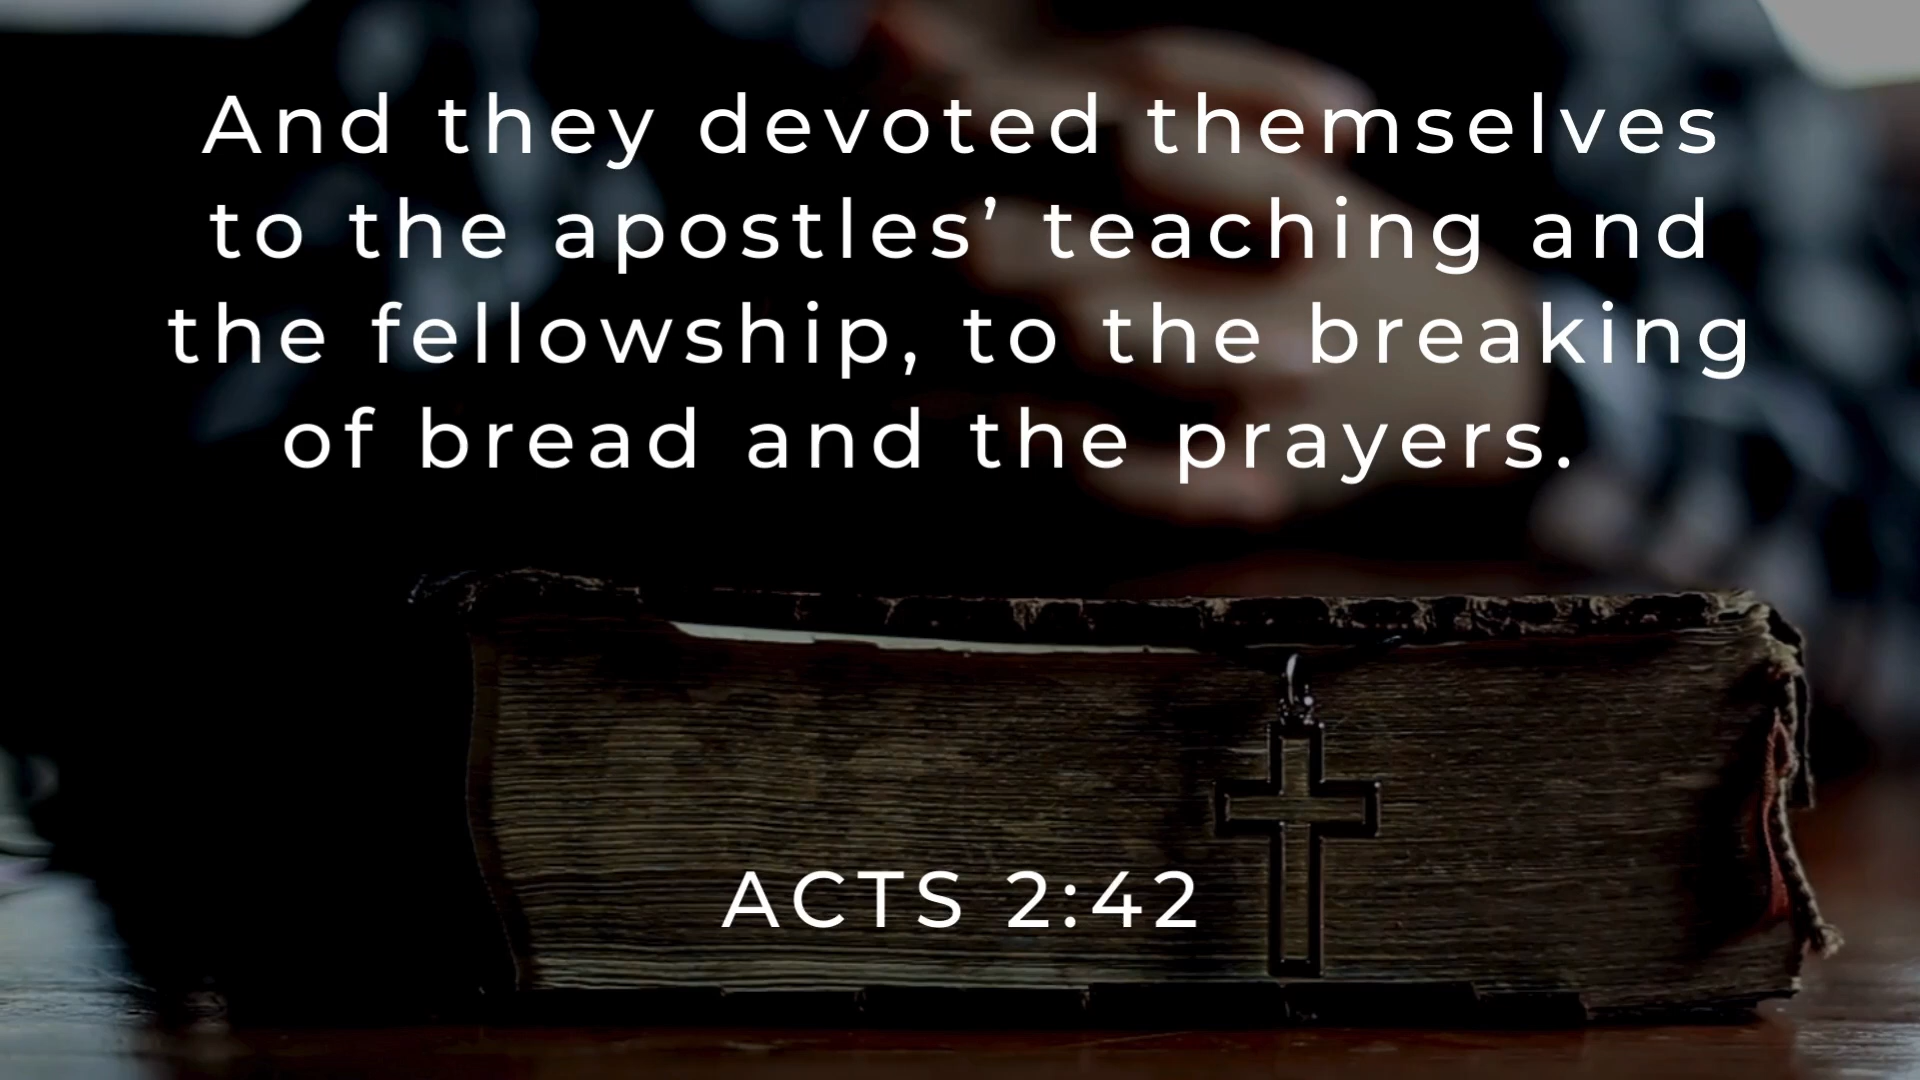 And they devoted themselves
to the apostles’ teaching and
the fellowship, to the breaking
of bread and the prayers.
ACTS 2:42